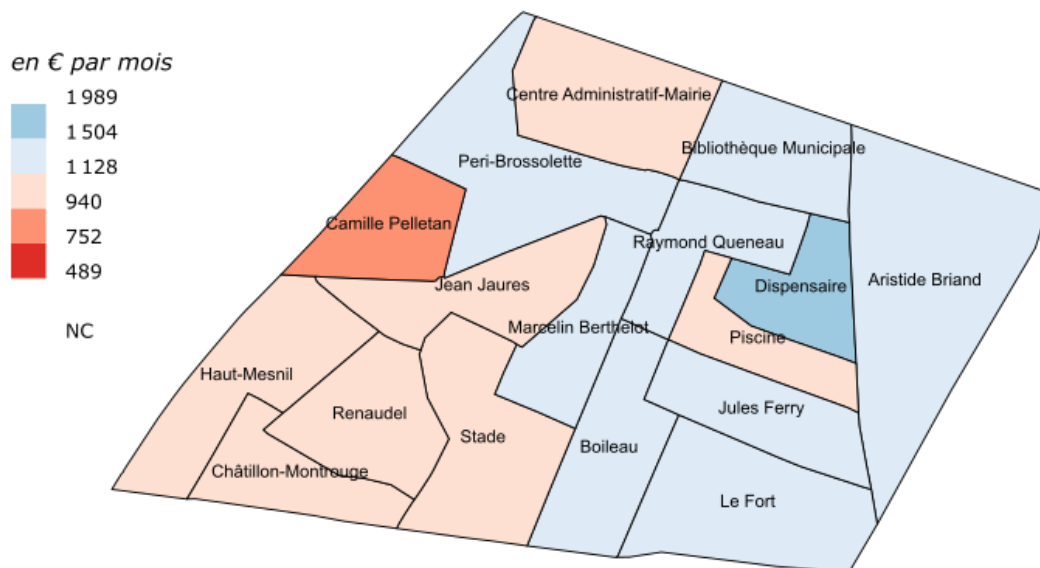 en € par mois
1 989
1 504
1 128
940
752
489
NC
Centre Administratif-Mairie
Bibliothèque Municipale
Peri-Brossolette
Camille Pelletan
Raymond Queneau
Aristide Briand
Dispensaire
Jean Jaures
Marcelin Berthelot
Piscine
Haut-Mesnil
Jules Ferry
Renaudel
Stade
Boileau
Châtillon-Montrouge
Le Fort